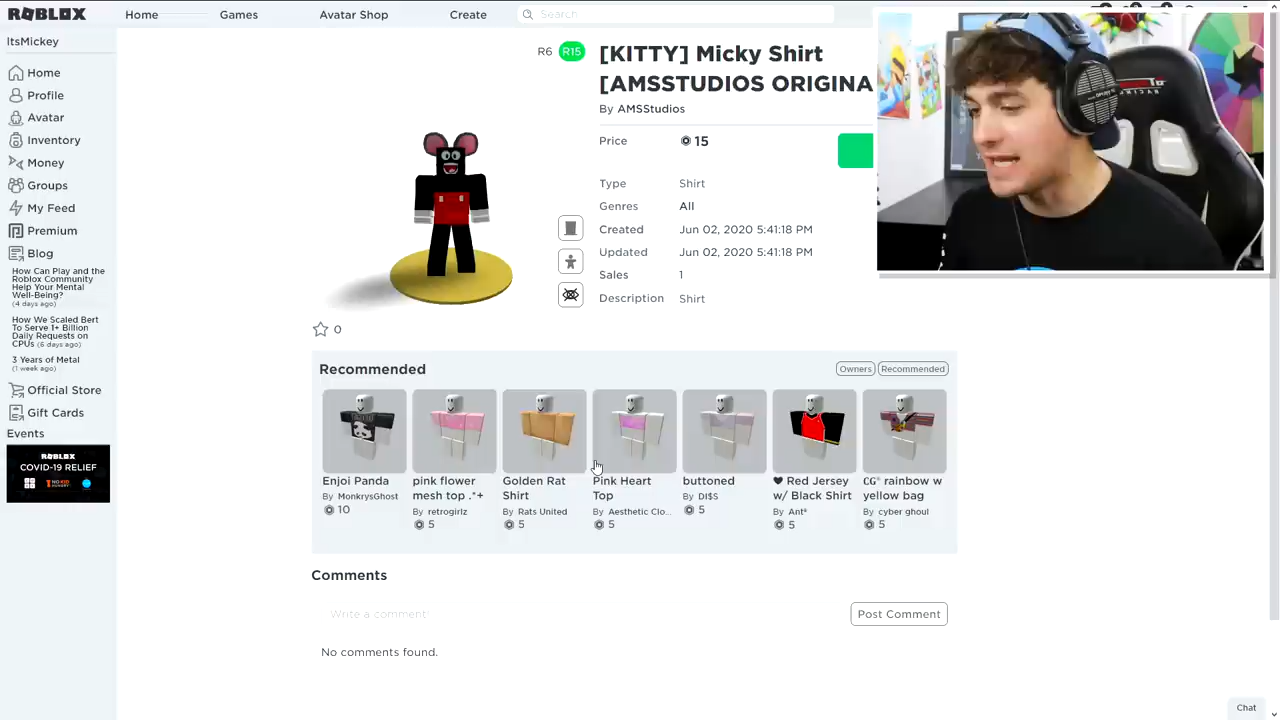 ROBLOX
Home
Games
Avatar Shop
Create
Search
ItsMickey
Home
Profile
Avatar
Inventory
Money
Groups
My Feed
Premium
Blog
How Can Play and the
Roblox Community
Help Your Mental
Well-Being?
(4 days ago)
How We Scaled Bert
To Serve 1+ Billion
Daily Requests on
CPUs (6 days ago)
3 Years of Metal
(1 week ago)
Official Store
Gift Cards
Events
ROBLOX
COVID-19 RELIEF
R6 R15
[KITTY] Micky Shirt
[AMSSTUDIOS ORIGINA
By AMSStudios
Price 15
Type Shirt
Genres All
Created Jun 02, 2020 5:41:18 PM
Updated Jun 02, 2020 5:41:18 PM
Sales 1
Description Shirt
0
Recommended
Owners Recommended
Enjoi Panda
By MonkrysGhost
10
pink flower
mesh top .*+
By retrogirlz
5
Golden Rat
Shirt
By Rats United
5
Pink Heart
Top
By Aesthetic Clo...
5
buttoned
By DI$S
5
♥ Red Jersey
w/ Black Shirt
By Ant®
5
CG® rainbow w
yellow bag
By cyber ghoul
5
Comments
Write a comment!
Post Comment
No comments found.
Chat